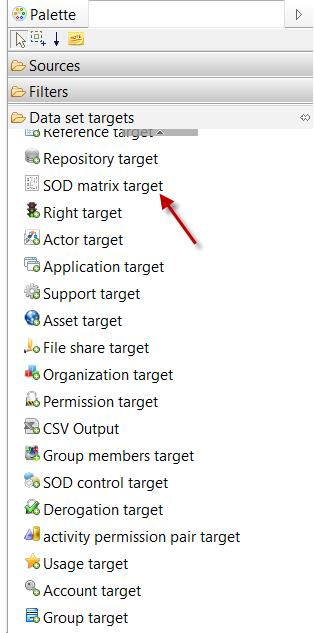 Palette
Sources
Filters
Data set targets
Reference target
Repository target
SOD matrix target
Right target
Actor target
Application target
Support target
Asset target
File share target
Organization target
Permission target
CSV Output
Group members target
SOD control target
Derogation target
activity permission pair target
Usage target
Account target
Group target